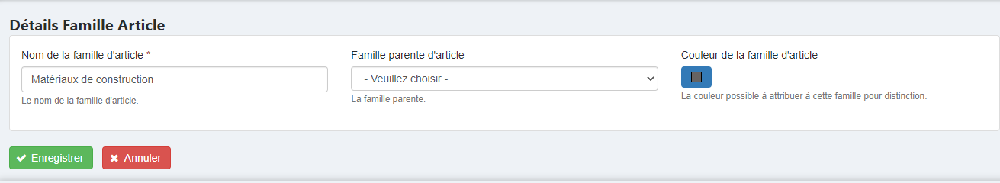 Détails Famille Article
Nom de la famille d'article *
Famille parente d'article
Couleur de la famille d'article
Matériaux de construction
- Veuillez choisir -
Le nom de la famille d'article.
La famille parente.
La couleur possible à attribuer à cette famille pour distinction.
Enregistrer
Annuler